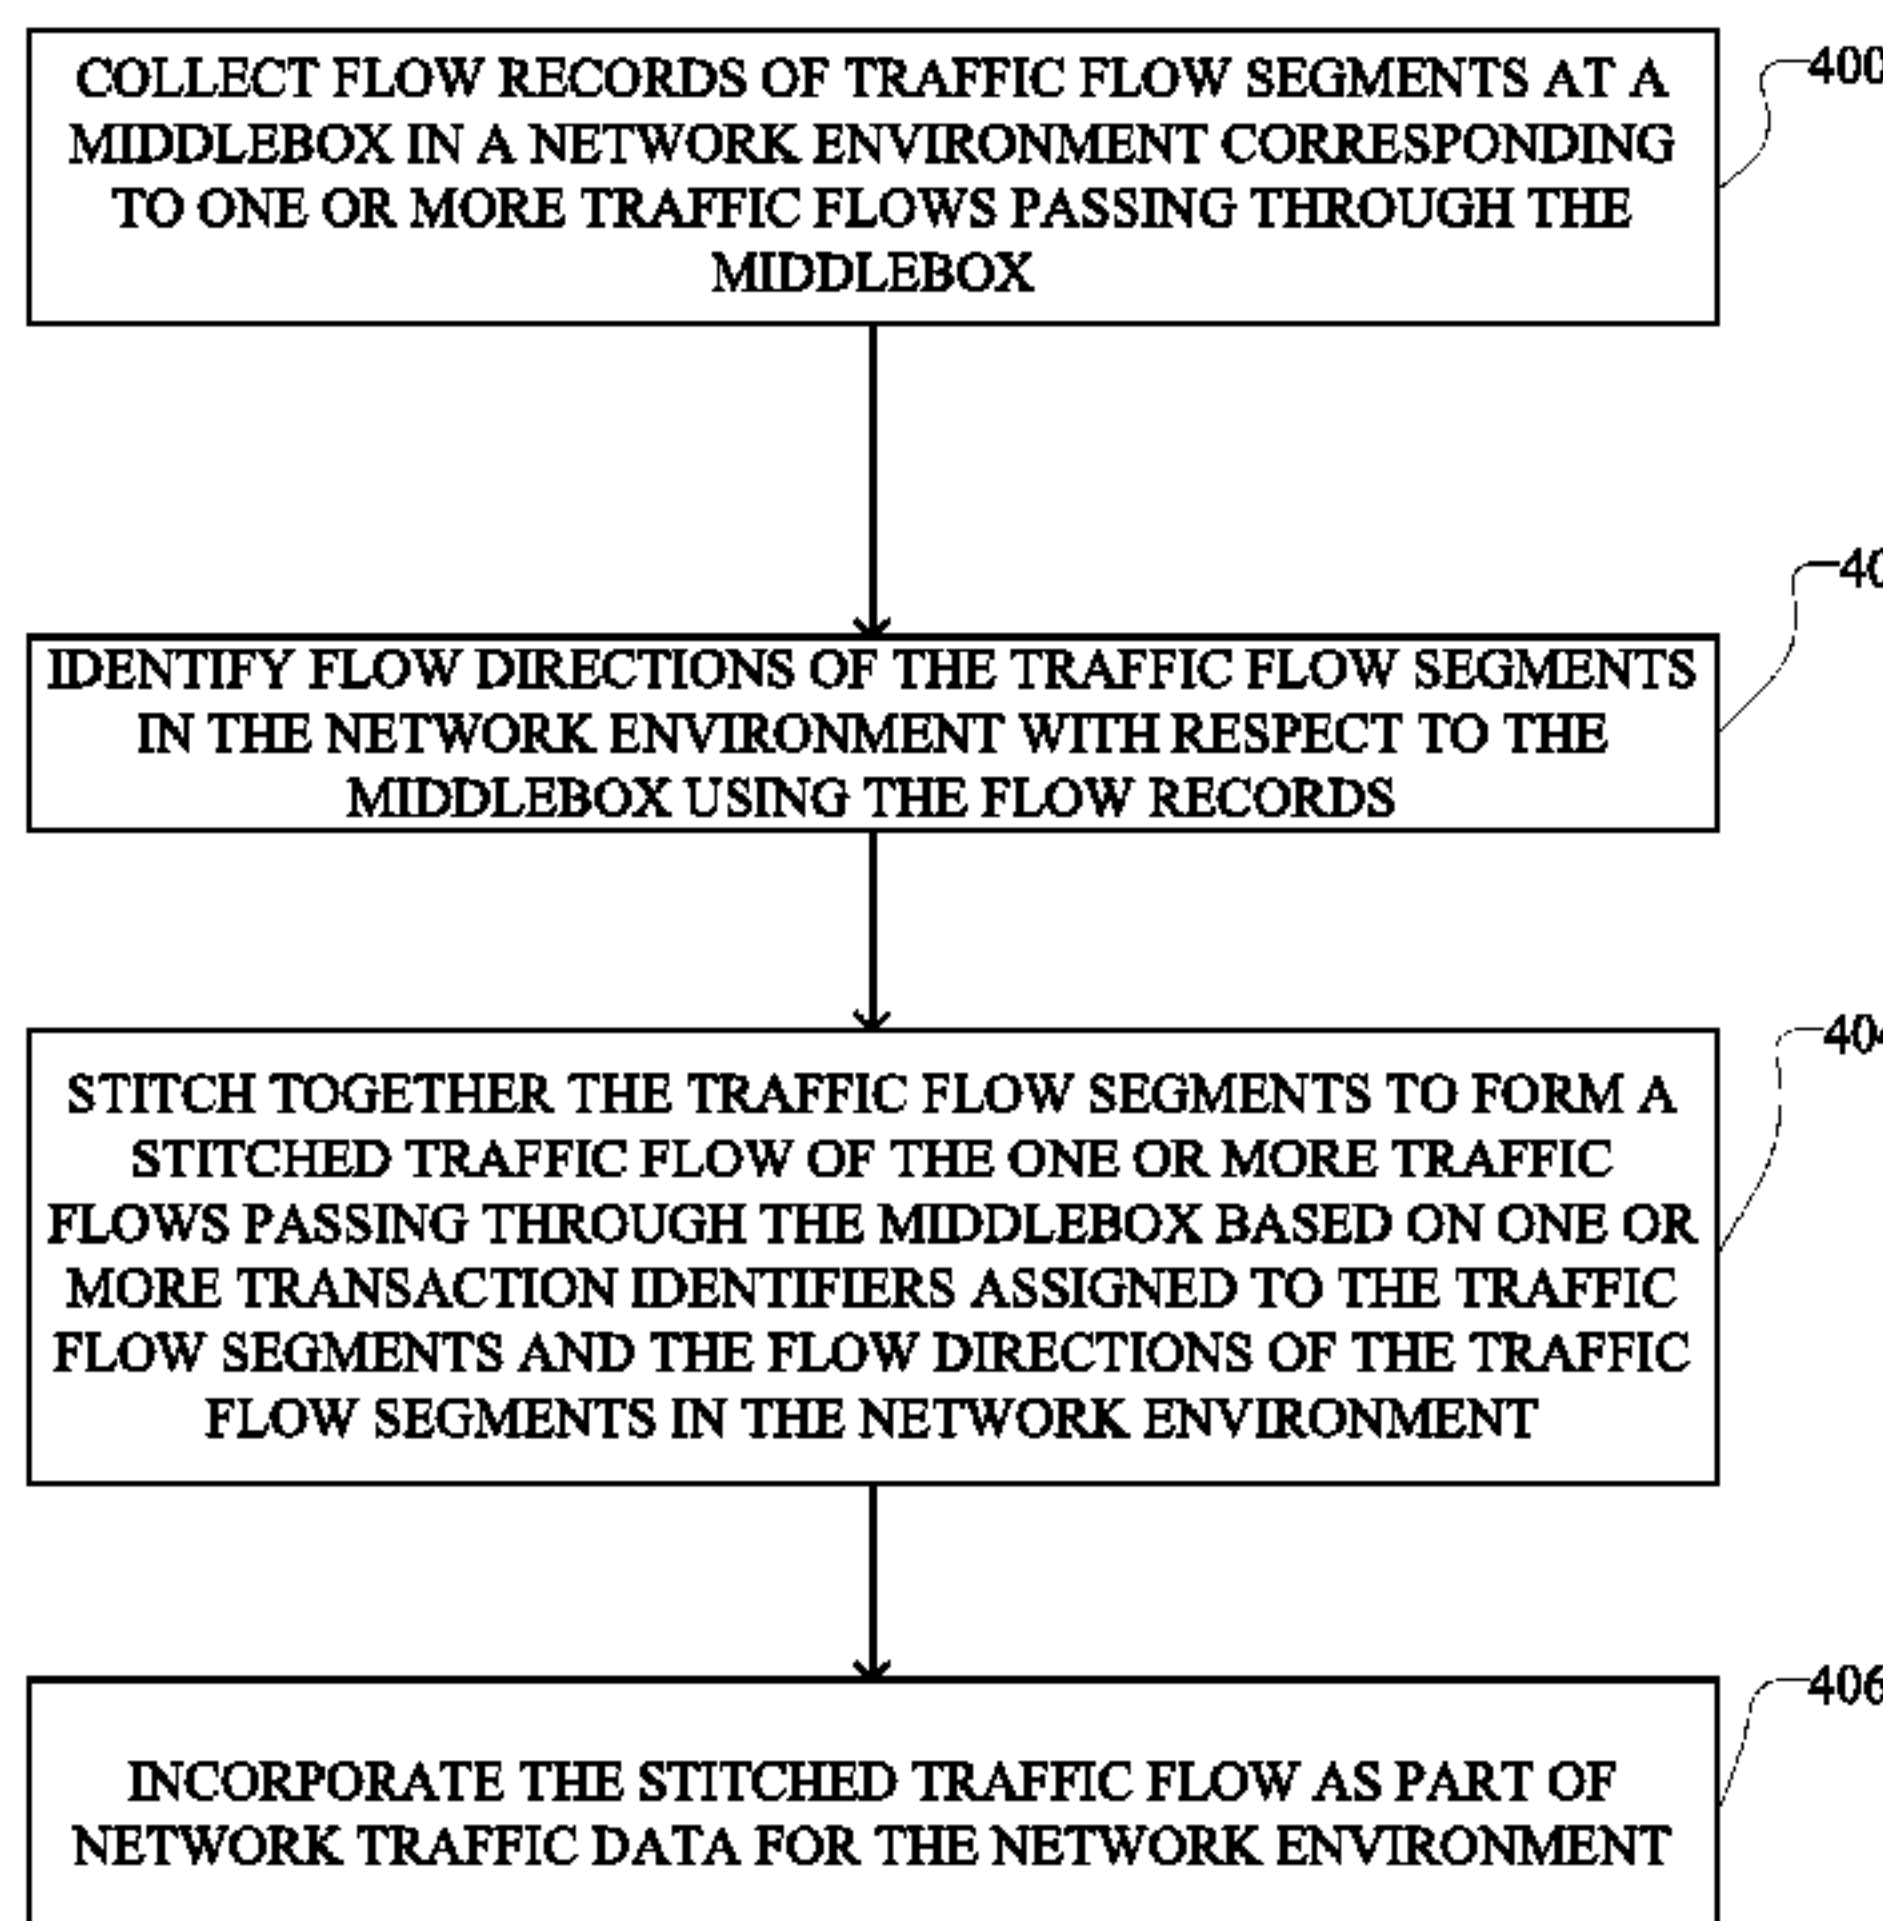 COLLECT FLOW RECORDS OF TRAFFIC FLOW SEGMENTS AT A
MIDDLEBOX IN A NETWORK ENVIRONMENT CORRESPONDING
TO ONE OR MORE TRAFFIC FLOWS PASSING THROUGH THE
MIDDLEBOX
400
IDENTIFY FLOW DIRECTIONS OF THE TRAFFIC FLOW SEGMENTS
IN THE NETWORK ENVIRONMENT WITH RESPECT TO THE
MIDDLEBOX USING THE FLOW RECORDS
STITCH TOGETHER THE TRAFFIC FLOW SEGMENTS TO FORM A
STITCHED TRAFFIC FLOW OF THE ONE OR MORE TRAFFIC
FLOWS PASSING THROUGH THE MIDDLEBOX BASED ON ONE OR
MORE TRANSACTION IDENTIFIERS ASSIGNED TO THE TRAFFIC
FLOW SEGMENTS AND THE FLOW DIRECTIONS OF THE TRAFFIC
FLOW SEGMENTS IN THE NETWORK ENVIRONMENT
404
INCORPORATE THE STITCHED TRAFFIC FLOW AS PART OF
NETWORK TRAFFIC DATA FOR THE NETWORK ENVIRONMENT
406